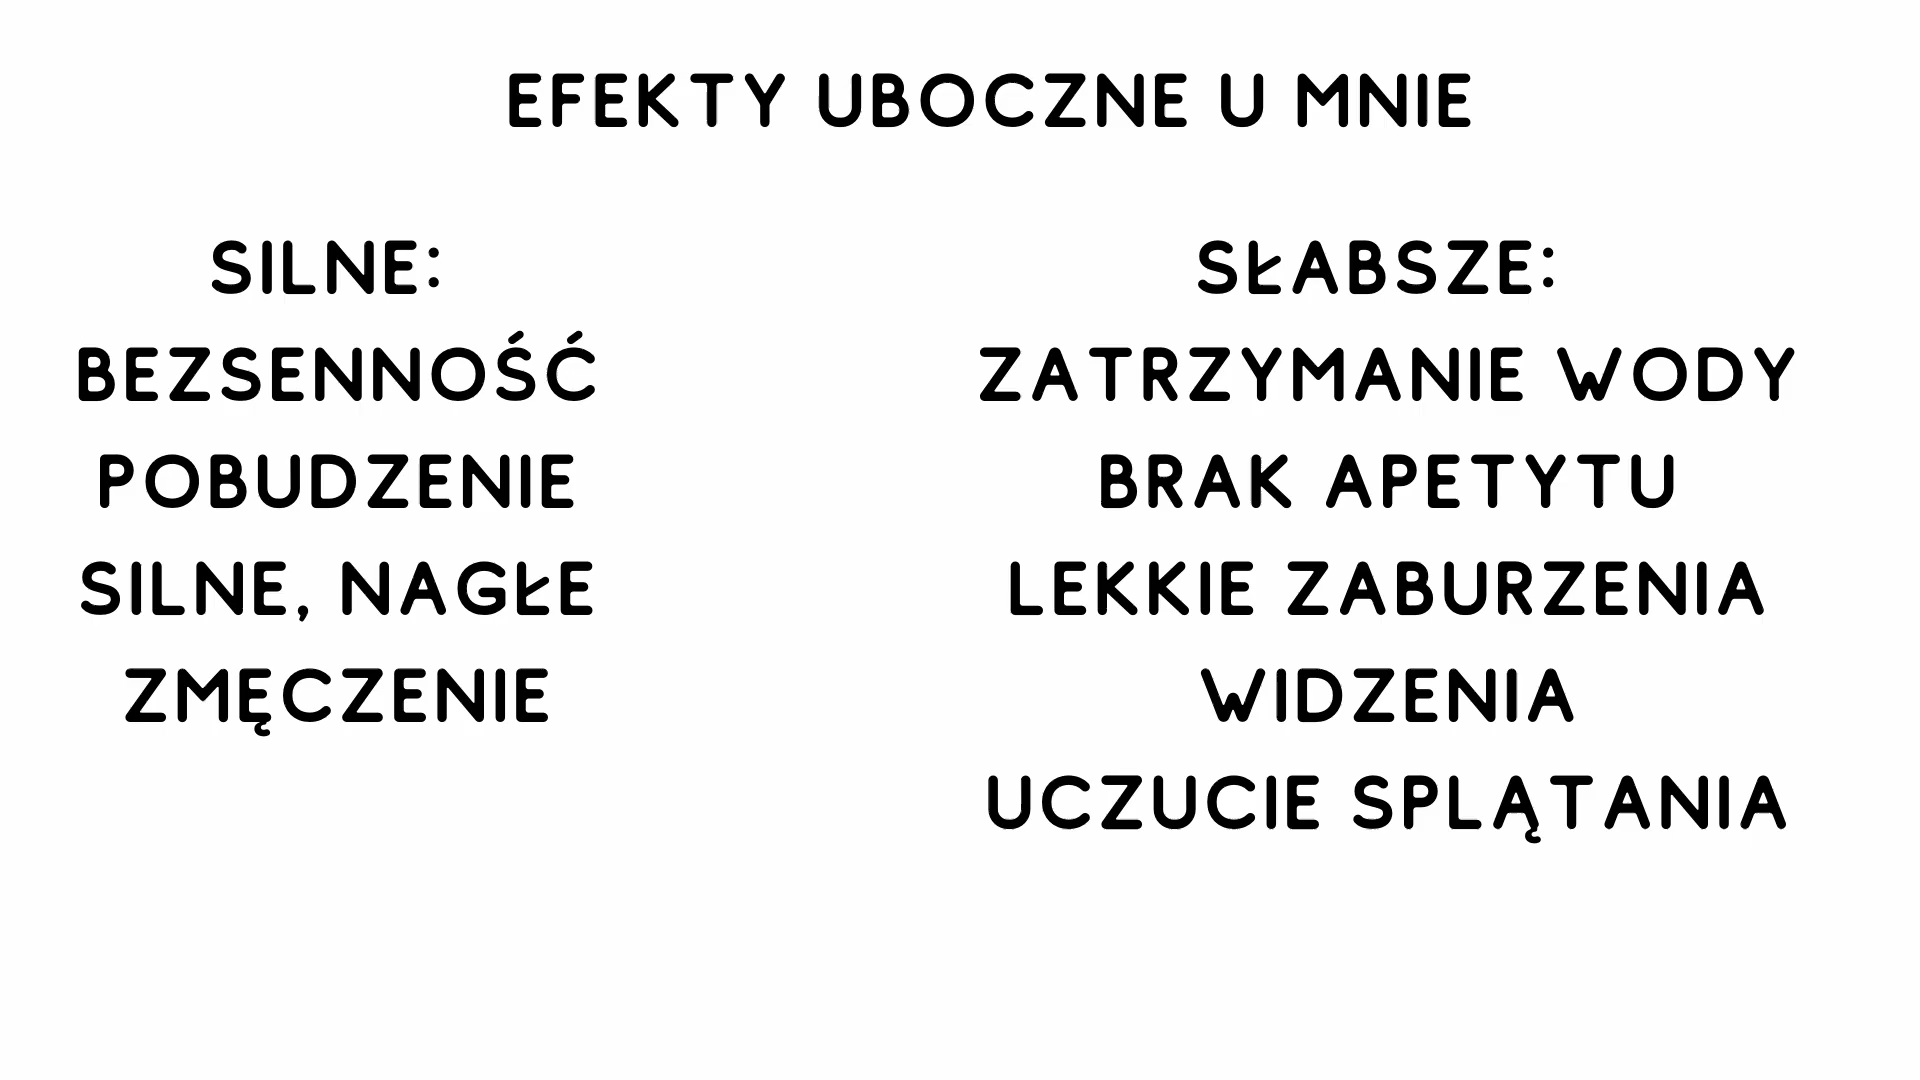 EFEKTY UBOCZNE U MNIE
SILNE:
BEZSENNOŚĆ
POBUDZENIE
SILNE, NAGŁE
ZMĘCZENIE
SŁABSZE:
ZATRZYMANIE WODY
BRAK APETYTU
LEKKIE ZABURZENIA
WIDZENIA
UCZUCIE SPLĄTANIA